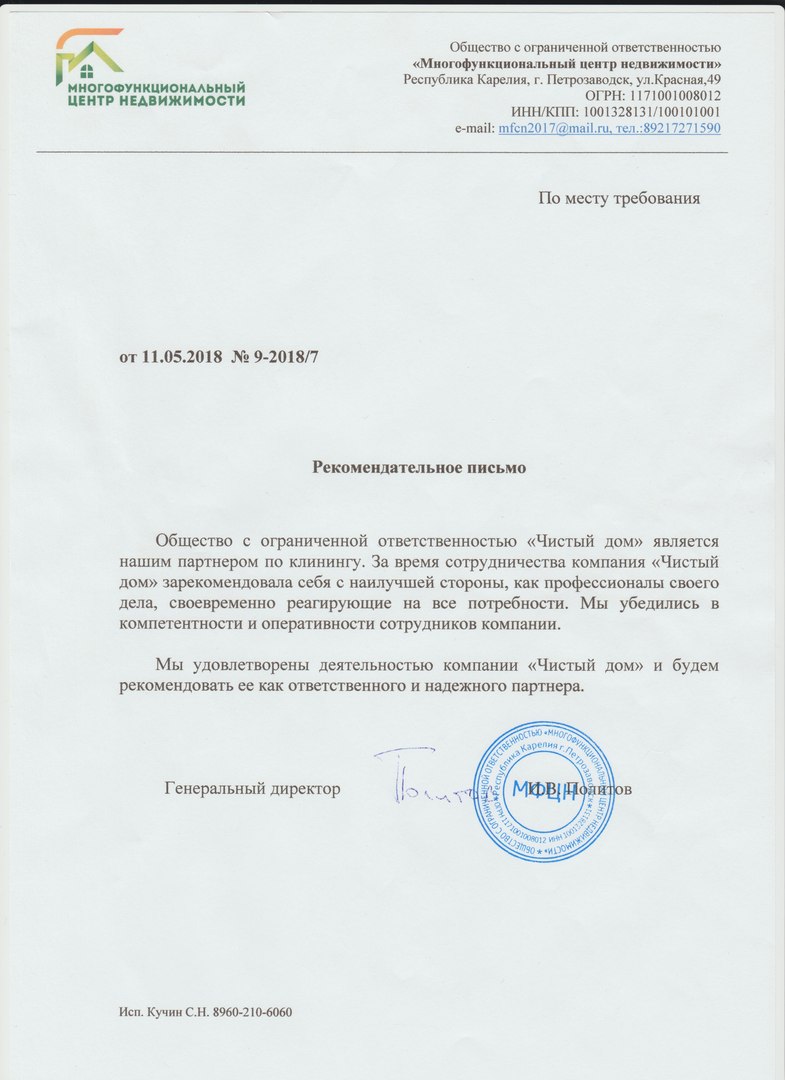 МНОГОФУНКЦИОНАЛЬНЫЙ
ЦЕНТР НЕДВИЖИМОСТИ
Общество с ограниченной ответственностью
«Многофункциональный центр недвижимости»
Республика Карелия, г. Петрозаводск, ул.Красная,49
ОГРН: 1171001008012
ИНН/КПП: 1001328131/100101001
e-mail: mfcn2017@mail.ru, тел.:89217271590
По месту требования
от 11.05.2018 № 9-2018/7
Рекомендательное письмо
Общество с ограниченной ответственностью «Чистый дом» является
нашим партнером по клинингу. За время сотрудничества компания «Чистый
дом» зарекомендовала себя с наилучшей стороны, как профессионалы своего
дела, своевременно реагирующие на все потребности. Мы убедились в
компетентности и оперативности сотрудников компании.
Мы удовлетворены деятельностью компании «Чистый дом» и будем
рекомендовать ее как ответственного и надежного партнера.
Генеральный директор И.В. Политов
ОБЩЕСТВО С ОГРАНИЧЕННОЙ ОТВЕТСТВЕННОСТЬЮ «МНОГОФУНКЦИОНАЛЬНЫЙ ЦЕНТР НЕДВИЖИМОСТИ»
Республика Карелия г.Петрозаводск
ОГРН 1171001008012 ИНН 1001328131
МФЦН
Исп. Кучин С.Н. 8960-210-6060